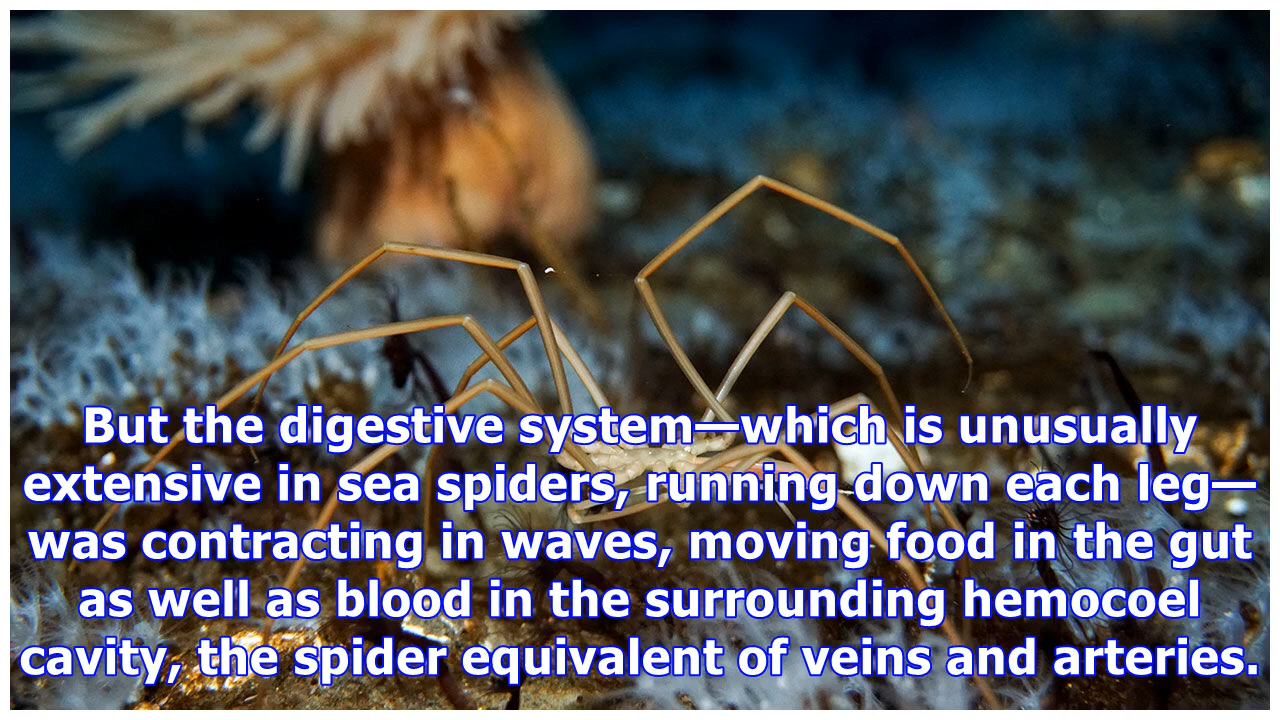 But the digestive system—which is unusually
extensive in sea spiders, running down each leg—
was contracting in waves, moving food in the gut
as well as blood in the surrounding hemocoel
cavity, the spider equivalent of veins and arteries.